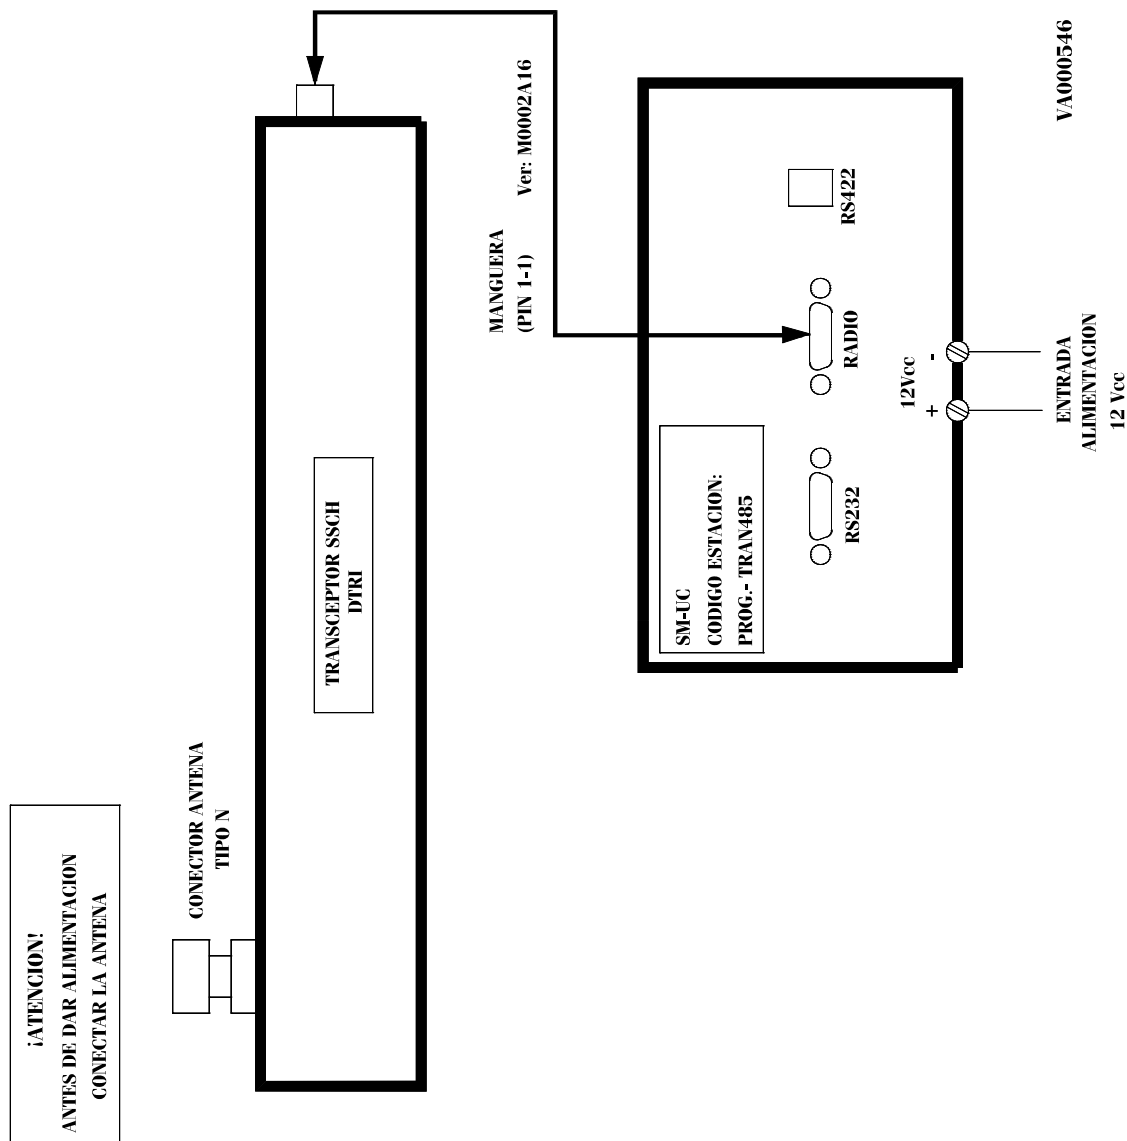 ¡ATENCION!
ANTES DE DAR ALIMENTACION
CONECTAR LA ANTENA
CONECTOR ANTENA
TIPO N
TRANSCEPTOR SSCH
DTRI
MANGUERA
(PIN 1-1) Ver: M0002A16
SM-UC
CODIGO ESTACION:
PROG.- TRAN485
RS232
RADIO
RS422
12Vcc
+ -
ENTRADA
ALIMENTACION
12 Vcc
VA000546